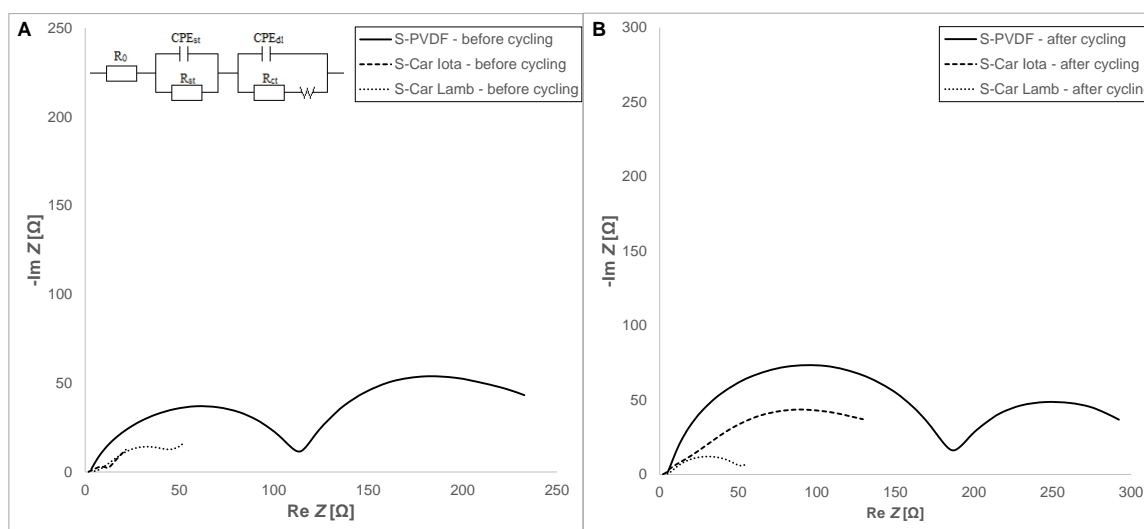 A
250
200
150
100
50
0
-Im Z [Ω]
R0
CPEst
Rst
CPEdl
Rct
S-PVDF - before cycling
S-Car Iota - before cycling
S-Car Lamb - before cycling
0 50 100 150 200 250
Re Z [Ω]
B
300
250
200
150
100
50
0
-Im Z [Ω]
S-PVDF - after cycling
S-Car Iota - after cycling
S-Car Lamb - after cycling
0 50 100 150 200 250 300
Re Z [Ω]